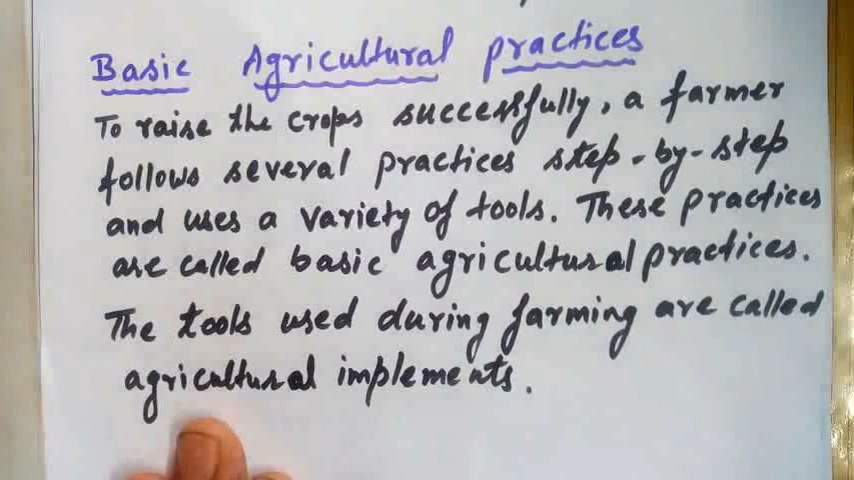 Basic Agricultural practices
To raise the crops successfully, a farmer
follows several practices step-by-step
and uses a variety of tools. These practices
are called basic agricultural practices.
The tools used during farming are called
agricultural implements.